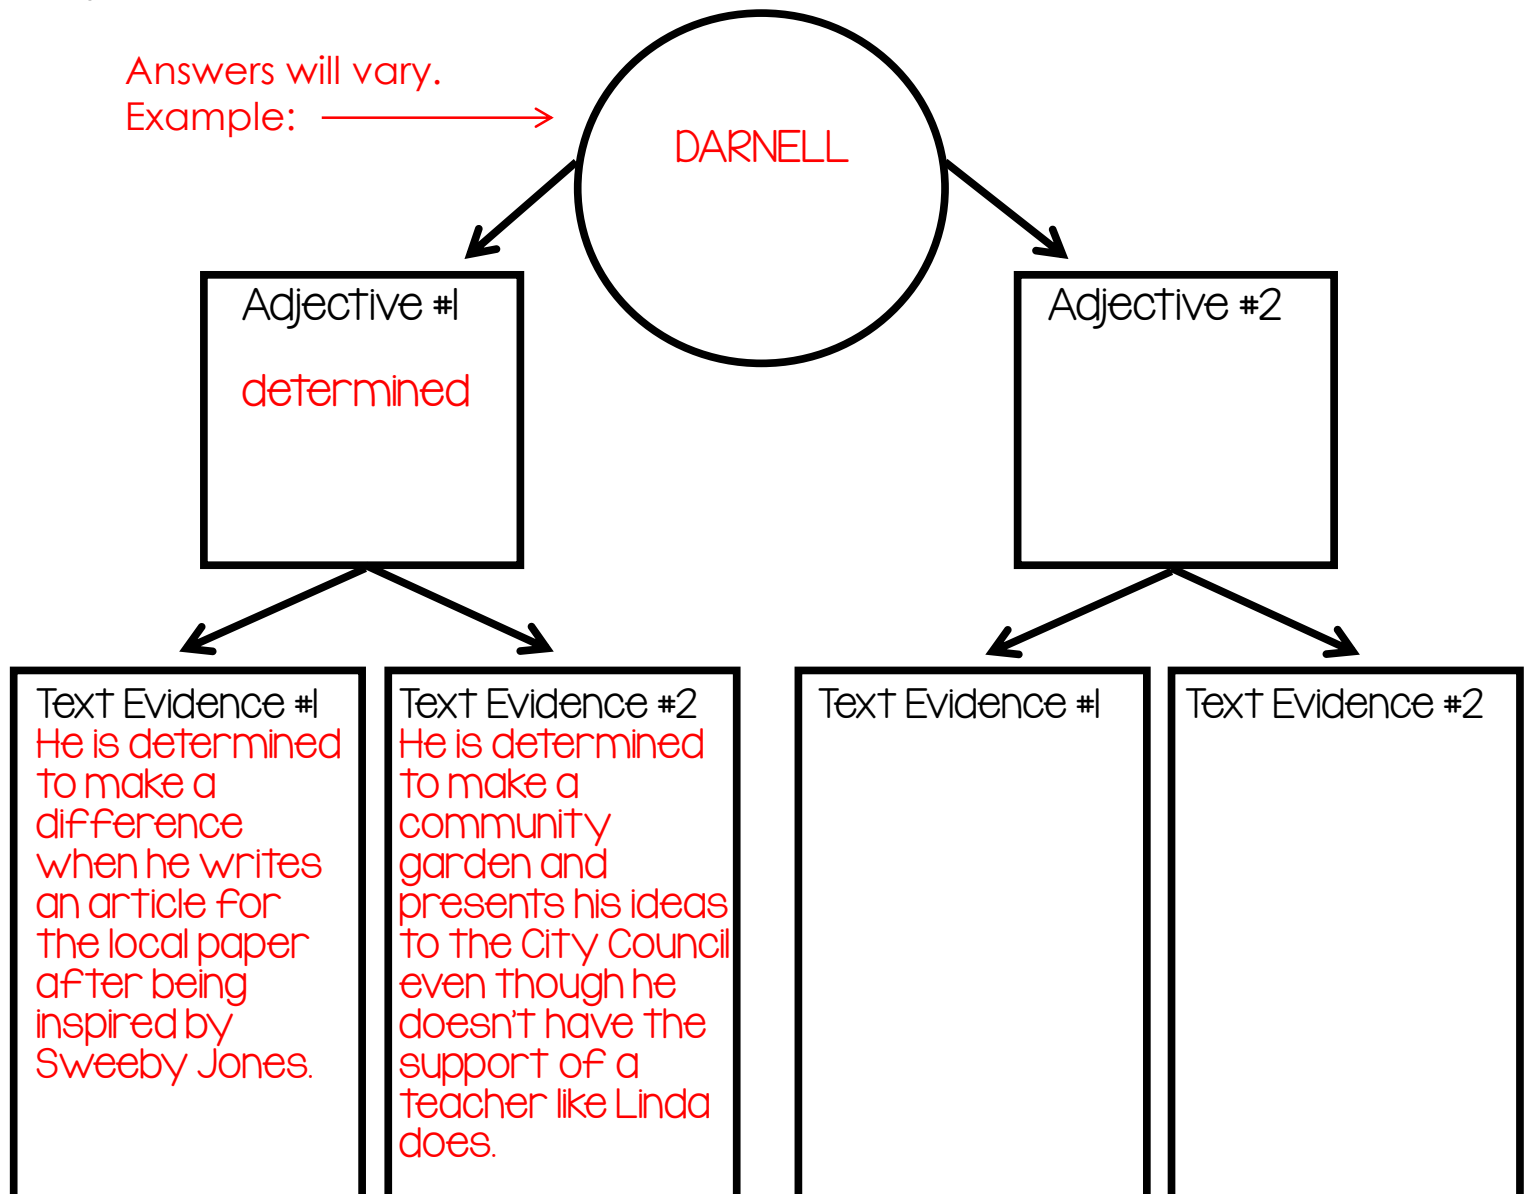 Answers will vary.
Example:
DARNELL
Adjective #1
determined
Adjective #2
Text Evidence #1
He is determined
to make a
difference
when he writes
an article for
the local paper
after being
inspired by
Sweeby Jones.
Text Evidence #2
He is determined
to make a
community
garden and
presents his ideas
to the City Council
even though he
doesn't have the
support of a
teacher like Linda
does.
Text Evidence #1
Text Evidence #2